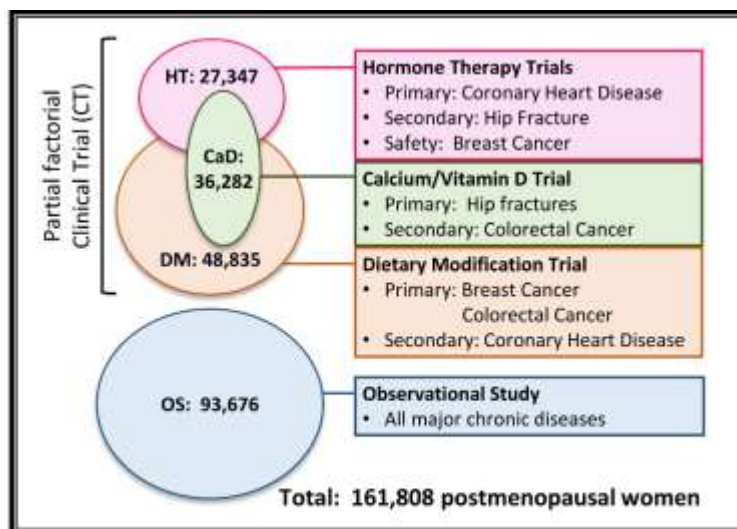 Partial factorial
Clinical Trial (CT)
HT: 27,347
CaD:
36,282
DM: 48,835
OS: 93,676
Hormone Therapy Trials
• Primary: Coronary Heart Disease
• Secondary: Hip Fracture
• Safety: Breast Cancer
Calcium/Vitamin D Trial
• Primary: Hip fractures
• Secondary: Colorectal Cancer
Dietary Modification Trial
• Primary: Breast Cancer
Colorectal Cancer
• Secondary: Coronary Heart Disease
Observational Study
• All major chronic diseases
Total: 161,808 postmenopausal women